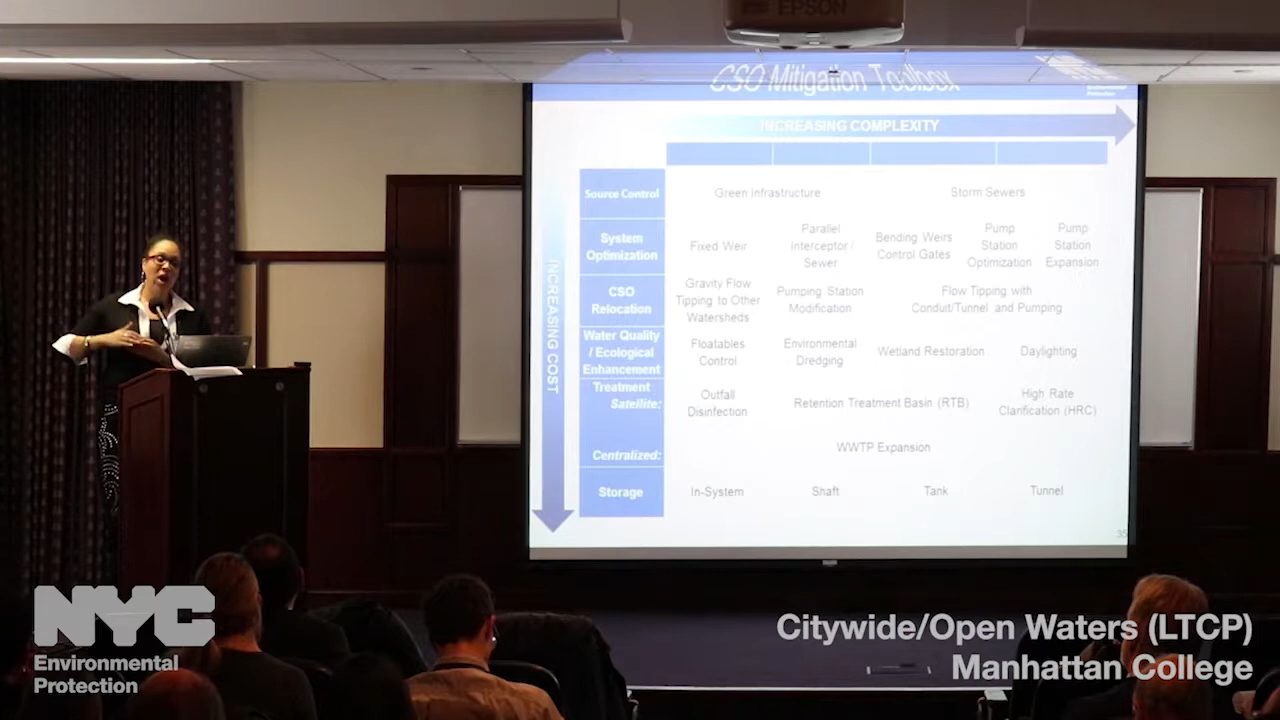 EPSON
CSO Mitigation Toolbox
Protection
INCREASING COMPLEXITY
INCREASING COST
Source Control
Green Infrastructure
Storm Sewers
System
Optimization
Fixed Weir
Parallel
Interceptor /
Sewer
Bending Weirs
Control Gates
Pump
Station
Optimization
Pump
Station
Expansion
CSO
Relocation
Gravity Flow
Tipping to Other
Watersheds
Pumping Station
Modification
Flow Tipping with
Conduit/Tunnel and Pumping
Water Quality
/ Ecological
Enhancement
Floatables
Control
Environmental
Dredging
Wetland Restoration
Daylighting
Treatment
Satellite:
Outfall
Disinfection
Retention Treatment Basin (RTB)
High Rate
Clarification (HRC)
Centralized:
WWTP Expansion
Storage
In-System
Shaft
Tank
Tunnel
35
NYC
Environmental
Protection
Citywide/Open Waters (LTCP)
Manhattan College